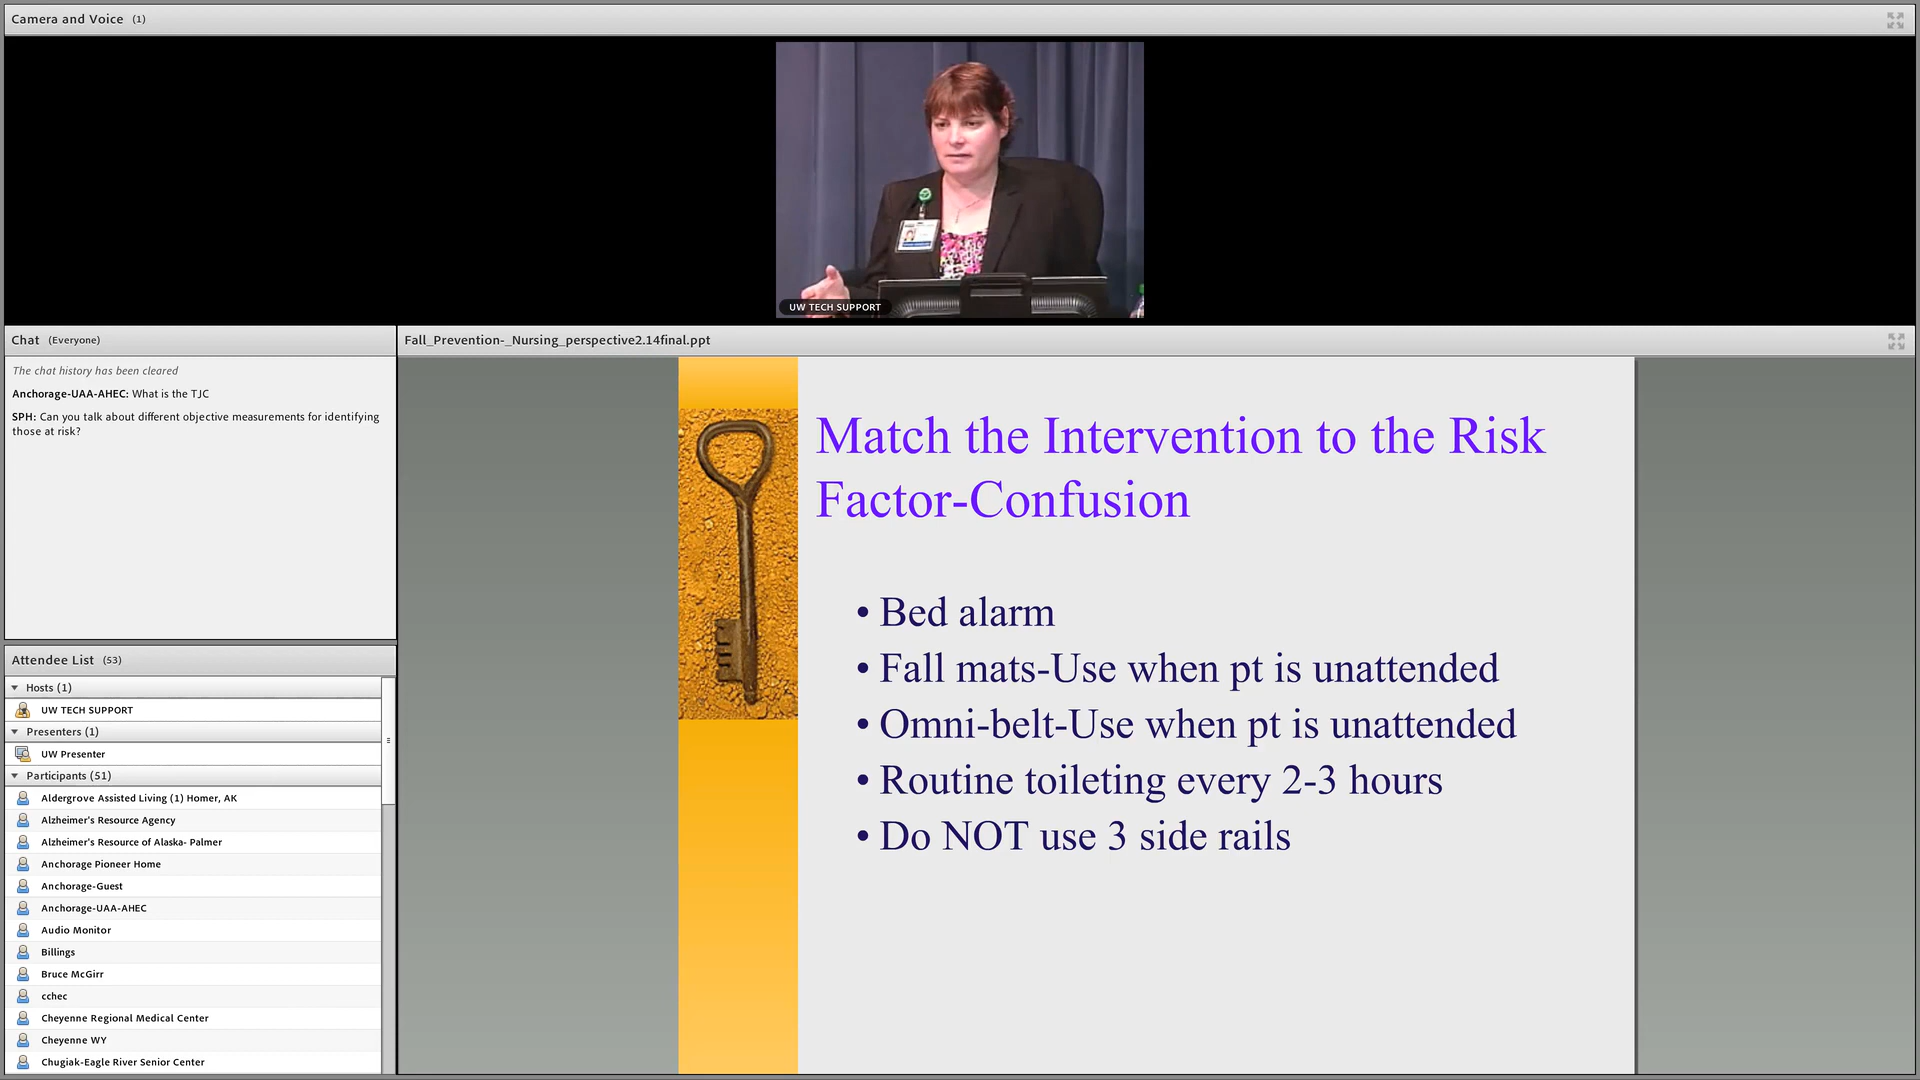 Camera and Voice (1)
UW TECH SUPPORT
Chat (Everyone)
The chat history has been cleared
Anchorage-UAA-AHEC: What is the TJC
SPH: Can you talk about different objective measurements for identifying
those at risk?
Attendee List (53)
Hosts (1)
UW TECH SUPPORT
Presenters (1)
UW Presenter
Participants (51)
Aldergrove Assisted Living (1) Homer, AK
Alzheimer's Resource Agency
Alzheimer's Resource of Alaska- Palmer
Anchorage Pioneer Home
Anchorage-Guest
Anchorage-UAA-AHEC
Audio Monitor
Billings
Bruce McGirr
cchec
Cheyenne Regional Medical Center
Cheyenne WY
Chugiak-Eagle River Senior Center
Fall_Prevention-_Nursing_perspective2.14final.ppt
Match the Intervention to the Risk
Factor-Confusion
• Bed alarm
• Fall mats-Use when pt is unattended
• Omni-belt-Use when pt is unattended
• Routine toileting every 2-3 hours
• Do NOT use 3 side rails